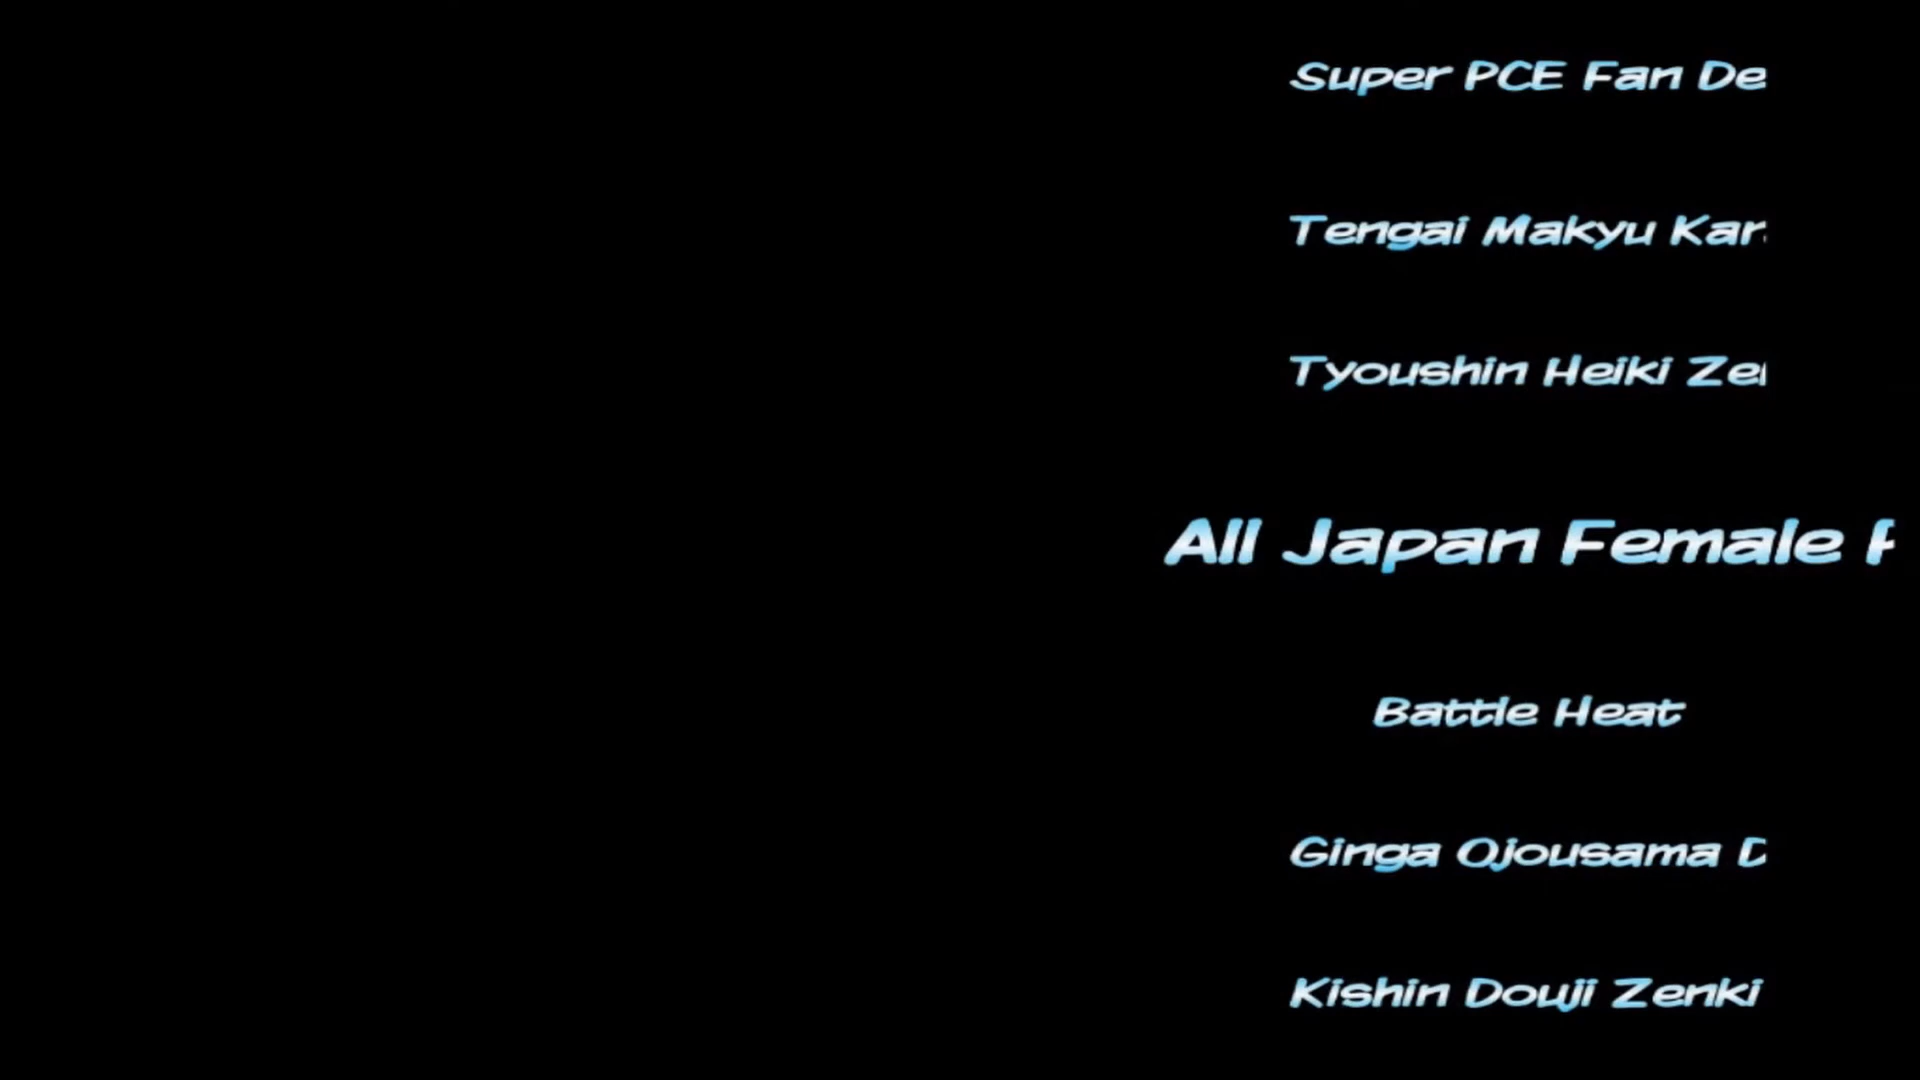 Super PCE Fan De
Tengai Makyu Kar
Tyoushin Heiki Ze
All Japan Female P
Battle Heat
Ginga Ojousama D
Kishin Douji Zenki